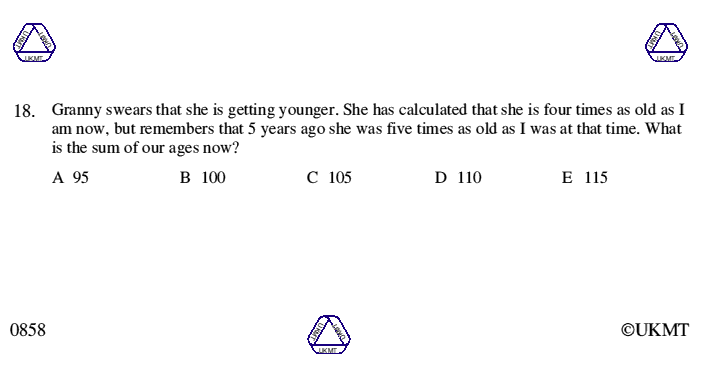 UKMT UKMT UKMT
UKMT UKMT UKMT
18. Granny swears that she is getting younger. She has calculated that she is four times as old as I
am now, but remembers that 5 years ago she was five times as old as I was at that time. What
is the sum of our ages now?
A 95 B 100 C 105 D 110 E 115
0858
UKMT UKMT UKMT
©UKMT